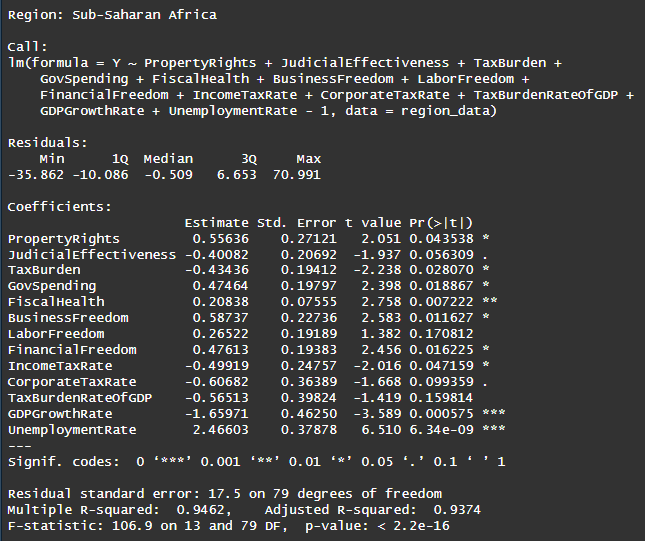 Region: Sub-Saharan Africa
Call:
lm(formula = Y ~ PropertyRights + JudicialEffectiveness + TaxBurden +
GovSpending + FiscalHealth + BusinessFreedom + LaborFreedom +
FinancialFreedom + IncomeTaxRate + CorporateTaxRate + TaxBurdenRateOfGDP +
GDPGrowthRate + UnemploymentRate - 1, data = region_data)
Residuals:
Min 1Q Median 3Q Max
-35.862 -10.086 -0.509 6.653 70.991
Coefficients:
Estimate Std. Error t value Pr(>|t|)
PropertyRights 0.55636 0.27121 2.051 0.043538 *
JudicialEffectiveness -0.40082 0.20692 -1.937 0.056309 .
TaxBurden -0.43436 0.19412 -2.238 0.028070 *
GovSpending 0.47464 0.19797 2.398 0.018867 *
FiscalHealth 0.20838 0.07555 2.758 0.007222 **
BusinessFreedom 0.58737 0.22736 2.583 0.011627 *
LaborFreedom 0.26522 0.19189 1.382 0.170812
FinancialFreedom 0.47613 0.19383 2.456 0.016225 *
IncomeTaxRate -0.49919 0.24757 -2.016 0.047159 *
CorporateTaxRate -0.60682 0.36389 -1.668 0.099359 .
TaxBurdenRateOfGDP -0.56513 0.39824 -1.419 0.159814
GDPGrowthRate -1.65971 0.46250 -3.589 0.000575 ***
UnemploymentRate 2.46603 0.37878 6.510 6.34e-09 ***
---
Signif. codes: 0 ‘***’ 0.001 ‘**’ 0.01 ‘*’ 0.05 ‘.’ 0.1 ‘ ’ 1
Residual standard error: 17.5 on 79 degrees of freedom
Multiple R-squared: 0.9462, Adjusted R-squared: 0.9374
F-statistic: 106.9 on 13 and 79 DF, p-value: < 2.2e-16